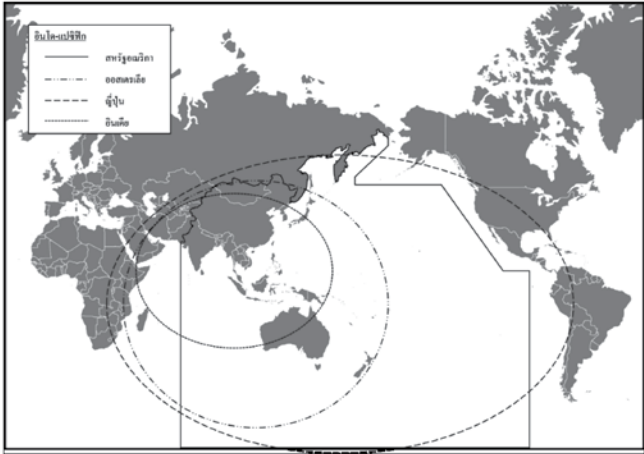 อินโด-แปซิฟิก
สหรัฐอเมริกา
ออสเตรเลีย
ญี่ปุ่น
อินเดีย